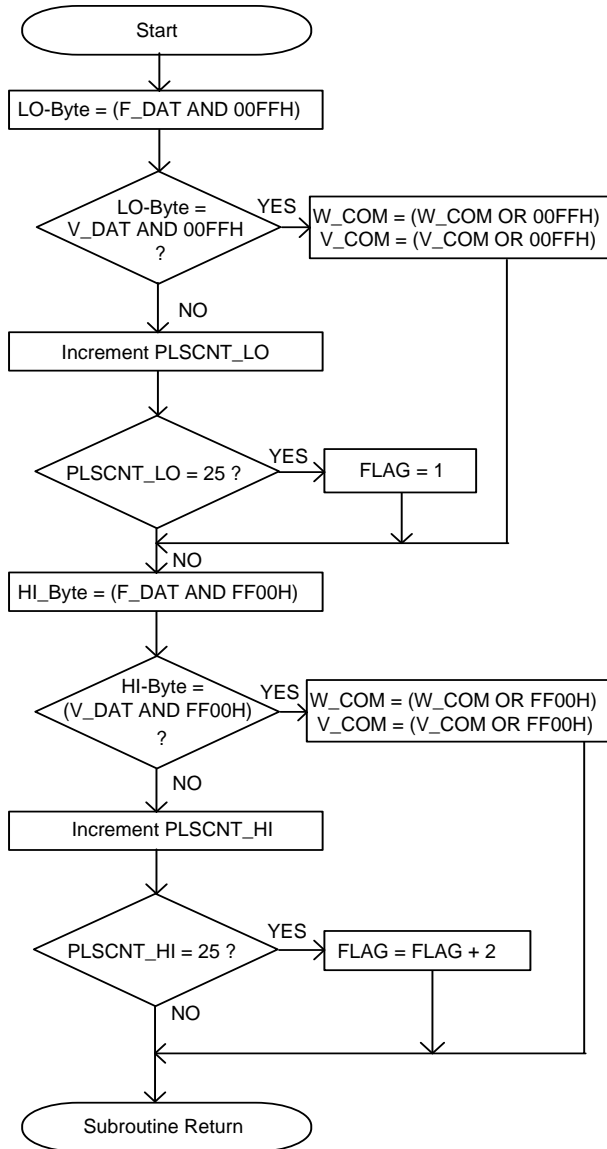 Start
LO-Byte = (F_DAT AND 00FFH)
LO-Byte =
V_DAT AND 00FFH
?
YES
W_COM = (W_COM OR 00FFH)
V_COM = (V_COM OR 00FFH)
NO
Increment PLSCNT_LO
PLSCNT_LO = 25 ?
YES
FLAG = 1
NO
HI_Byte = (F_DAT AND FF00H)
HI-Byte =
(V_DAT AND FF00H)
?
YES
W_COM = (W_COM OR FF00H)
V_COM = (V_COM OR FF00H)
NO
Increment PLSCNT_HI
PLSCNT_HI = 25 ?
YES
FLAG = FLAG + 2
NO
Subroutine Return